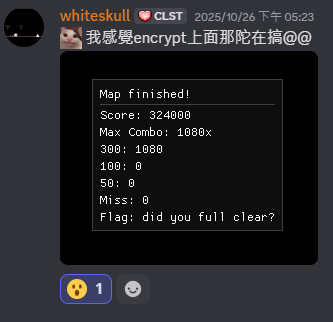 whiteskull CLST 2025/10/26 下午 05:23
我感覺encrypt上面那陀在搞@@
Map finished!
Score: 324000
Max Combo: 1080x
300: 1080
100: 0
50: 0
Miss: 0
Flag: did you full clear?
1